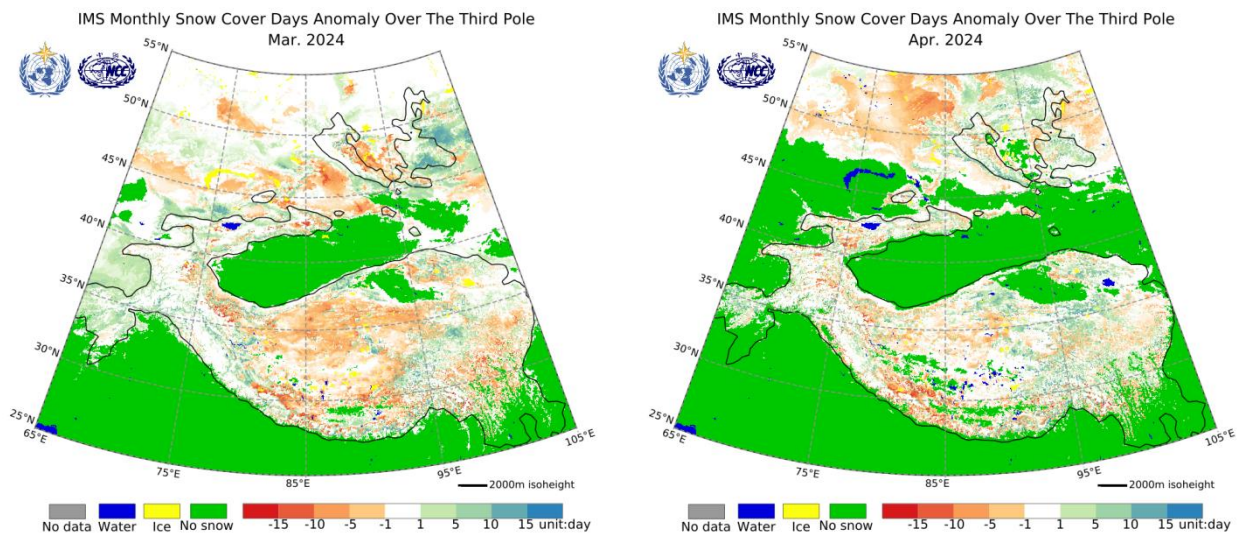 IMS Monthly Snow Cover Days Anomaly Over The Third Pole
Mar. 2024
NCC
55°N
50°N
45°N
40°N
35°N
30°N
25°N
65°E
75°E
85°E
95°E
105°E
2000m isoheight
No data Water Ice No snow -15 -10 -5 -1 1 5 10 15 unit:day
IMS Monthly Snow Cover Days Anomaly Over The Third Pole
Apr. 2024
NCC
55°N
50°N
45°N
40°N
35°N
30°N
25°N
65°E
75°E
85°E
95°E
105°E
2000m isoheight
No data Water Ice No snow -15 -10 -5 -1 1 5 10 15 unit:day